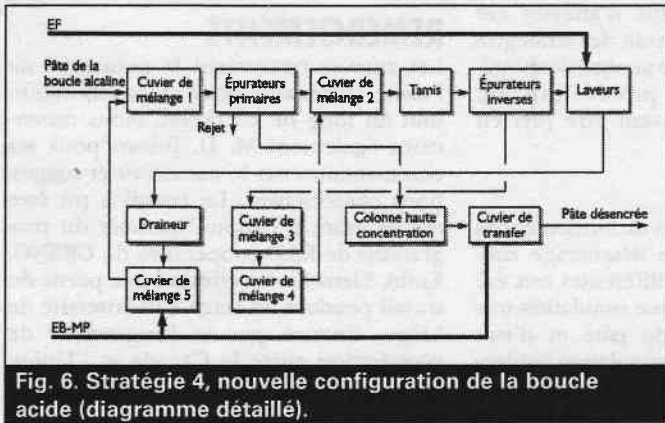 EF
Pâte de la
boucle alcaline
Cuvier de
mélange 1
Épurateurs
primaires
Cuvier de
mélange 2
Tamis
Épurateurs
inverses
Laveurs
Rejet
Draineur
Cuvier de
mélange 3
Colonne haute
concentration
Cuvier de
transfer
Pâte désencrée
Cuvier de
mélange 5
Cuvier de
mélange 4
EB-MP
Fig. 6. Stratégie 4, nouvelle configuration de la boucle
acide (diagramme détaillé).